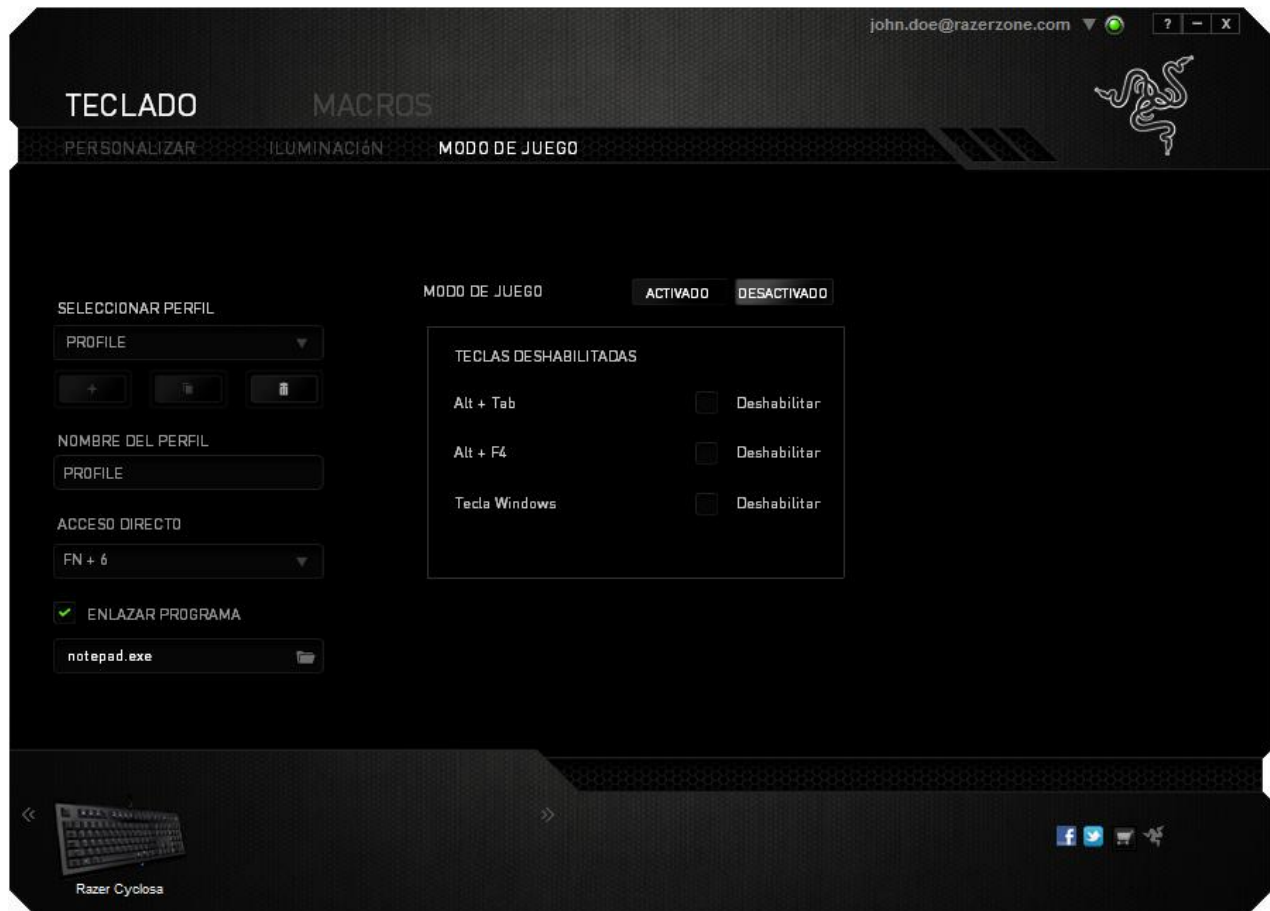 john.doe@razerzone.com
? – X
TECLADO MACROS
PERSONALIZAR ILUMINACIóN MODO DE JUEGO
MODO DE JUEGO ACTIVADO DESACTIVADO
SELECCIONAR PERFIL
PROFILE
+
NOMBRE DEL PERFIL
PROFILE
ACCESO DIRECTO
FN + 6
ENLAZAR PROGRAMA
notepad.exe
TECLAS DESHABILITADAS
Alt + Tab Deshabilitar
Alt + F4 Deshabilitar
Tecla Windows Deshabilitar
Razer Cyclosa